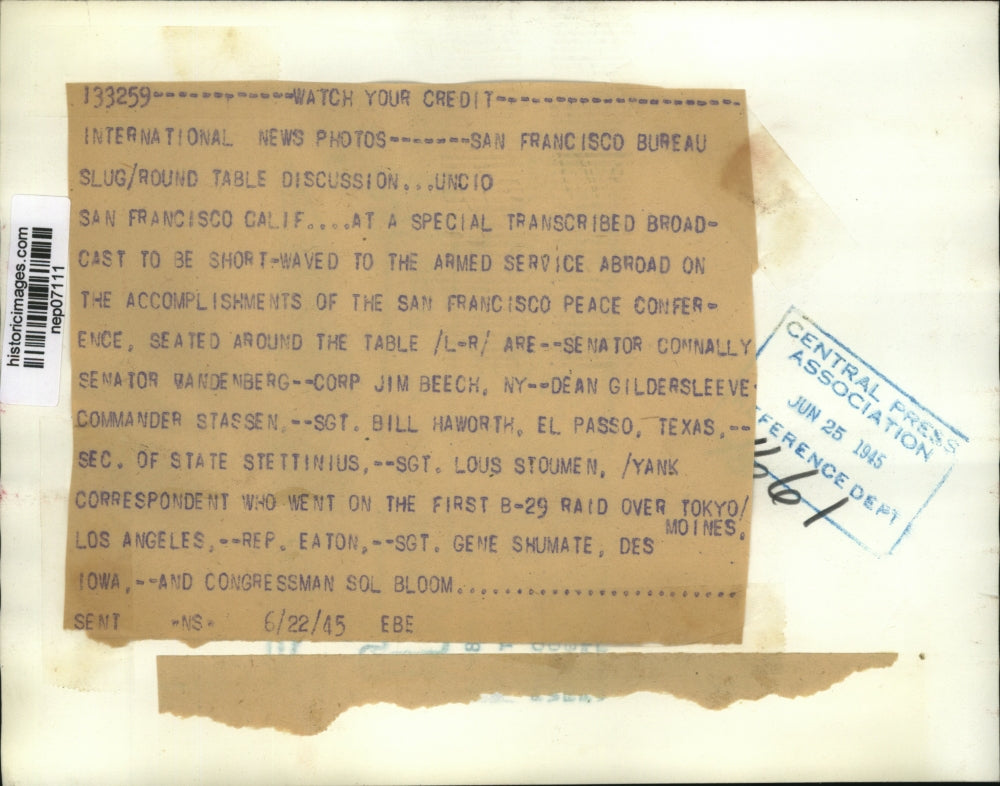 133259------------WATCH YOUR CREDIT---------------------
INTERNATIONAL NEWS PHOTOS-------SAN FRANCISCO BUREAU
SLUG/ROUND TABLE DISCUSSION...UNCIO
SAN FRANCISCO CALIF....AT A SPECIAL TRANSCRIBED BROAD-
CAST TO BE SHORT-WAVED TO THE ARMED SERVICE ABROAD ON
THE ACCOMPLISHMENTS OF THE SAN FRANCISCO PEACE CONFER-
ENCE, SEATED AROUND THE TABLE /L-R/ ARE--SENATOR CONNALLY
SENATOR VANDENBERG--CORP JIM BEECH, NY--DEAN GILDERSLEEVE
COMMANDER STASSEN,--SGT. BILL HAWORTH, EL PASSO, TEXAS,--
SEC. OF STATE STETTINIUS,--SGT. LOUS STOUMEN, /YANK
CORRESPONDENT WHO WENT ON THE FIRST B-29 RAID OVER TOKYO/
LOS ANGELES,--REP. EATON,--SGT. GENE SHUMATE, DES MOINES,
IOWA,--AND CONGRESSMAN SOL BLOOM........................
SENT -NS- 6/22/45 EBE
historicimages.com
nep07111
CENTRAL PRESS
ASSOCIATION
JUN 25 1945
FERENCE DEPT
661